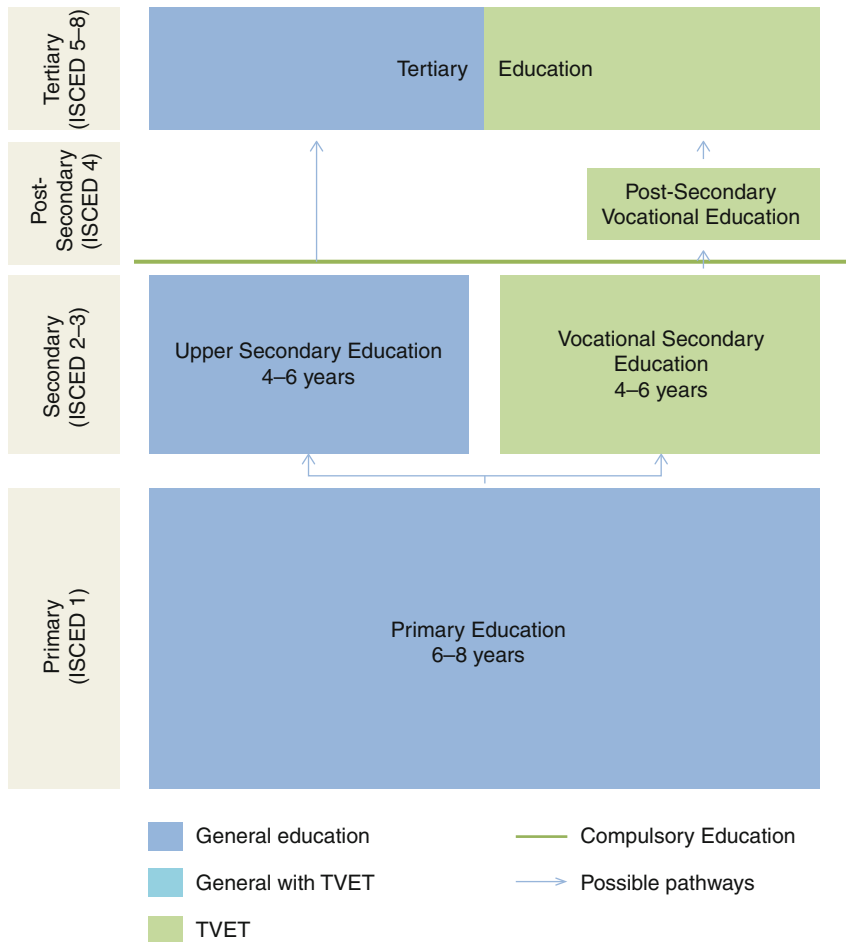 Tertiary
(ISCED 5–8)
Tertiary Education
Post-
Secondary
(ISCED 4)
Post-Secondary
Vocational Education
Secondary
(ISCED 2–3)
Upper Secondary Education
4–6 years
Vocational Secondary
Education
4–6 years
Primary
(ISCED 1)
Primary Education
6–8 years
General education
General with TVET
TVET
Compulsory Education
Possible pathways